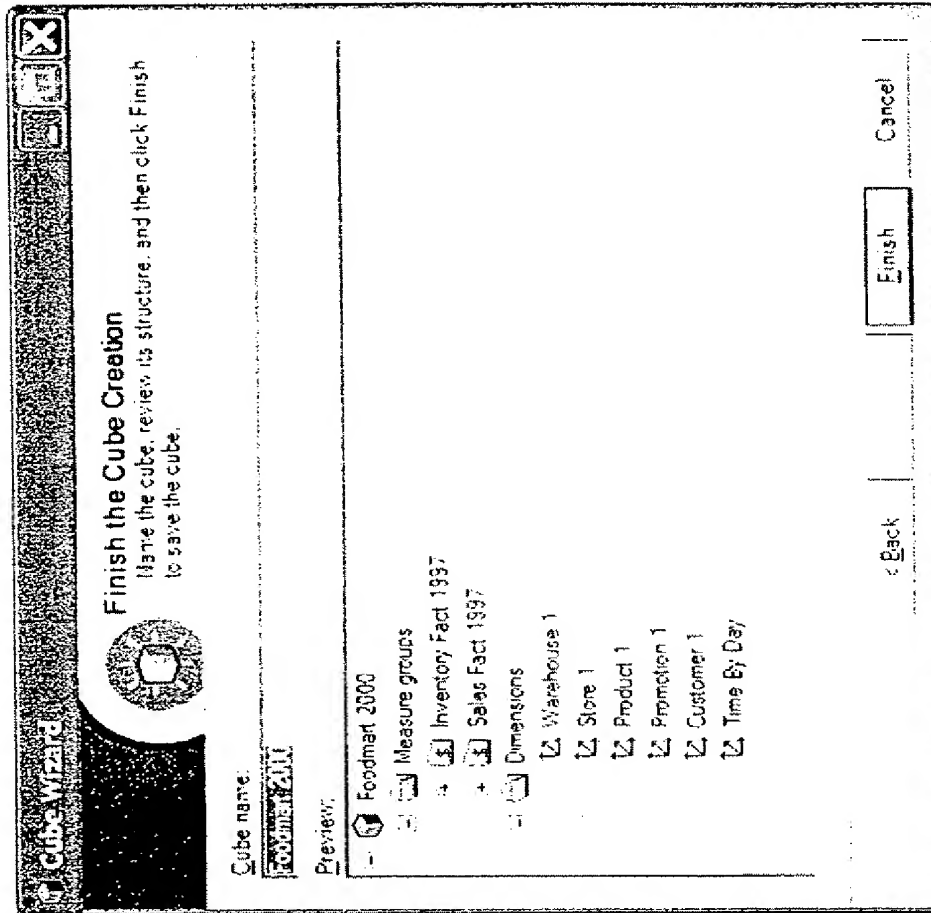 Cube Wizard
Finish the Cube Creation
Name the cube, review its structure, and then click Finish
to save the cube.
Cube name:
Foodmart 2000
Preview:
Foodmart 2000
Measure groups
Inventory Fact 1997
Sales Fact 1997
Dimensions
Warehouse 1
Store 1
Product 1
Promotion 1
Customer 1
Time By Day
< Back
Finish
Cancel